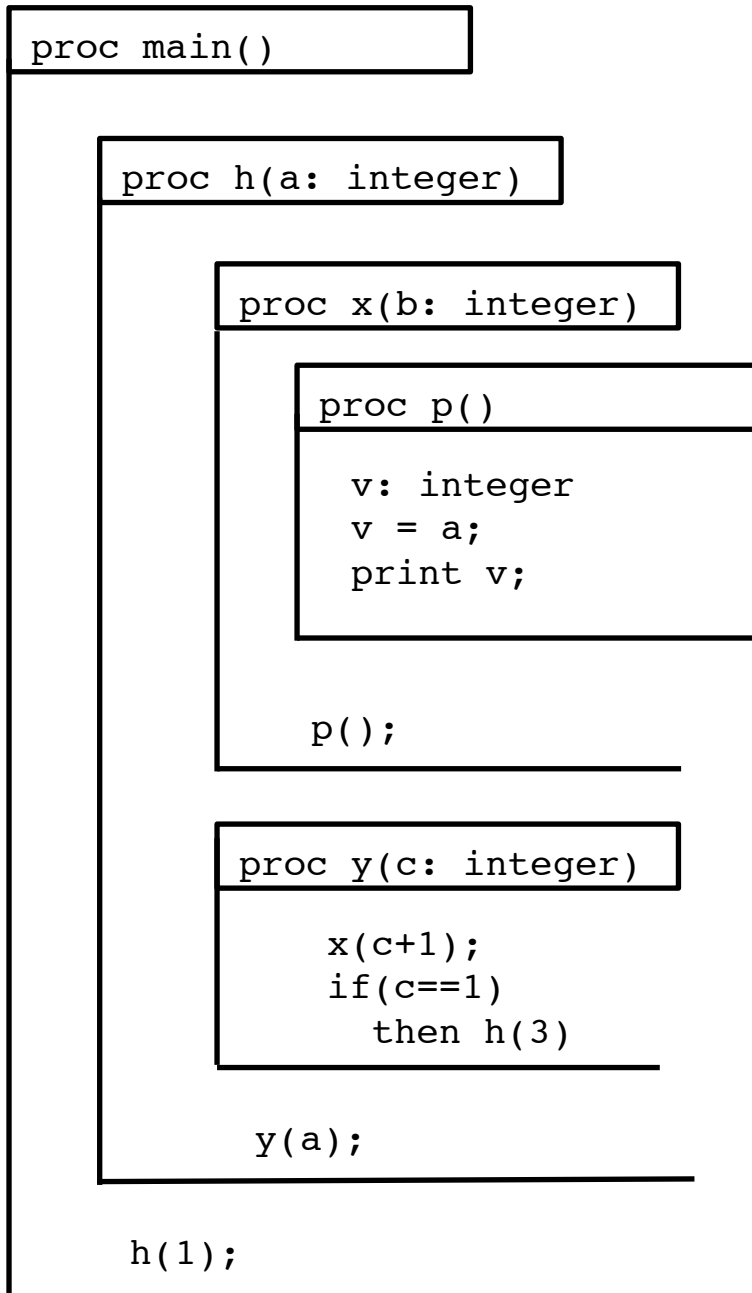 proc main()
proc h(a: integer)
proc x(b: integer)
proc p()
v: integer
v = a;
print v;
p();
proc y(c: integer)
x(c+1);
if(c==1)
then h(3)
y(a);
h(1);